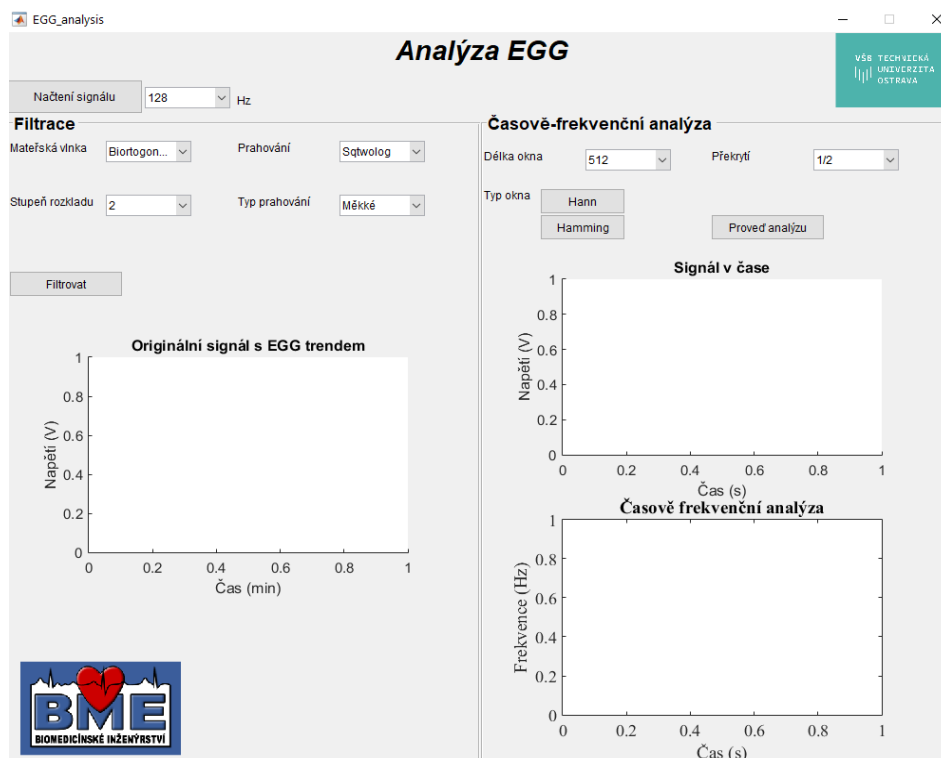 EGG_analysis
Analýza EGG
VŠB TECHNICKÁ
UNIVERZITA
OSTRAVA
Načtení signálu 128 Hz
Filtrace
Mateřská vlnka Biortogon... Prahování Sqtwolog
Stupeň rozkladu 2 Typ prahování Měkké
Filtrovat
Originální signál s EGG trendem
Napětí (V)
1
0.8
0.6
0.4
0.2
0
0 0.2 0.4 0.6 0.8 1
Čas (min)
BME
BIOMEDICÍNSKÉ INŽENÝRSTVÍ
Časově-frekvenční analýza
Délka okna 512 Překrytí 1/2
Typ okna Hann
Hamming Proveď analýzu
Signál v čase
Napětí (V)
1
0.8
0.6
0.4
0.2
0
0 0.2 0.4 0.6 0.8 1
Čas (s)
Časově frekvenční analýza
Frekvence (Hz)
1
0.8
0.6
0.4
0.2
0
0 0.2 0.4 0.6 0.8 1
Čas (s)